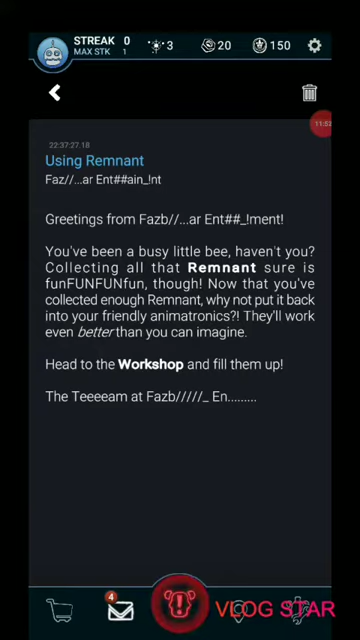 STREAK 0
MAX STK 1
3
20
150
11:53
22:37:27.18
Using Remnant
Faz//...ar Ent##ain_!nt
Greetings from Fazb//...ar Ent##_!ment!
You've been a busy little bee, haven't you?
Collecting all that Remnant sure is
funFUNFUNfun, though! Now that you've
collected enough Remnant, why not put it back
into your friendly animatronics?! They'll work
even better than you can imagine.
Head to the Workshop and fill them up!
The Teeeeam at Fazb/////_ En.........
4
VLOG STAR